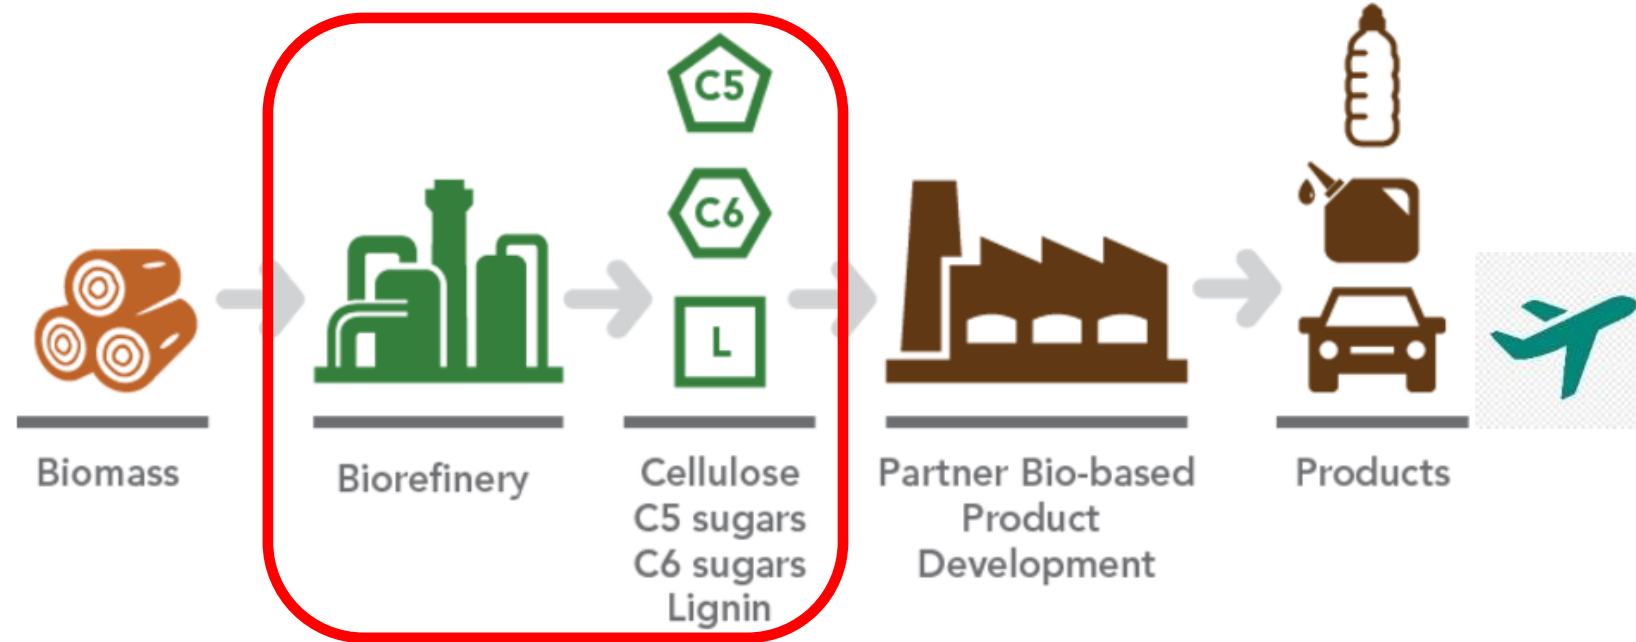 C5
C6
L
Biomass
Biorefinery
Cellulose
C5 sugars
C6 sugars
Lignin
Partner Bio-based
Product
Development
Products